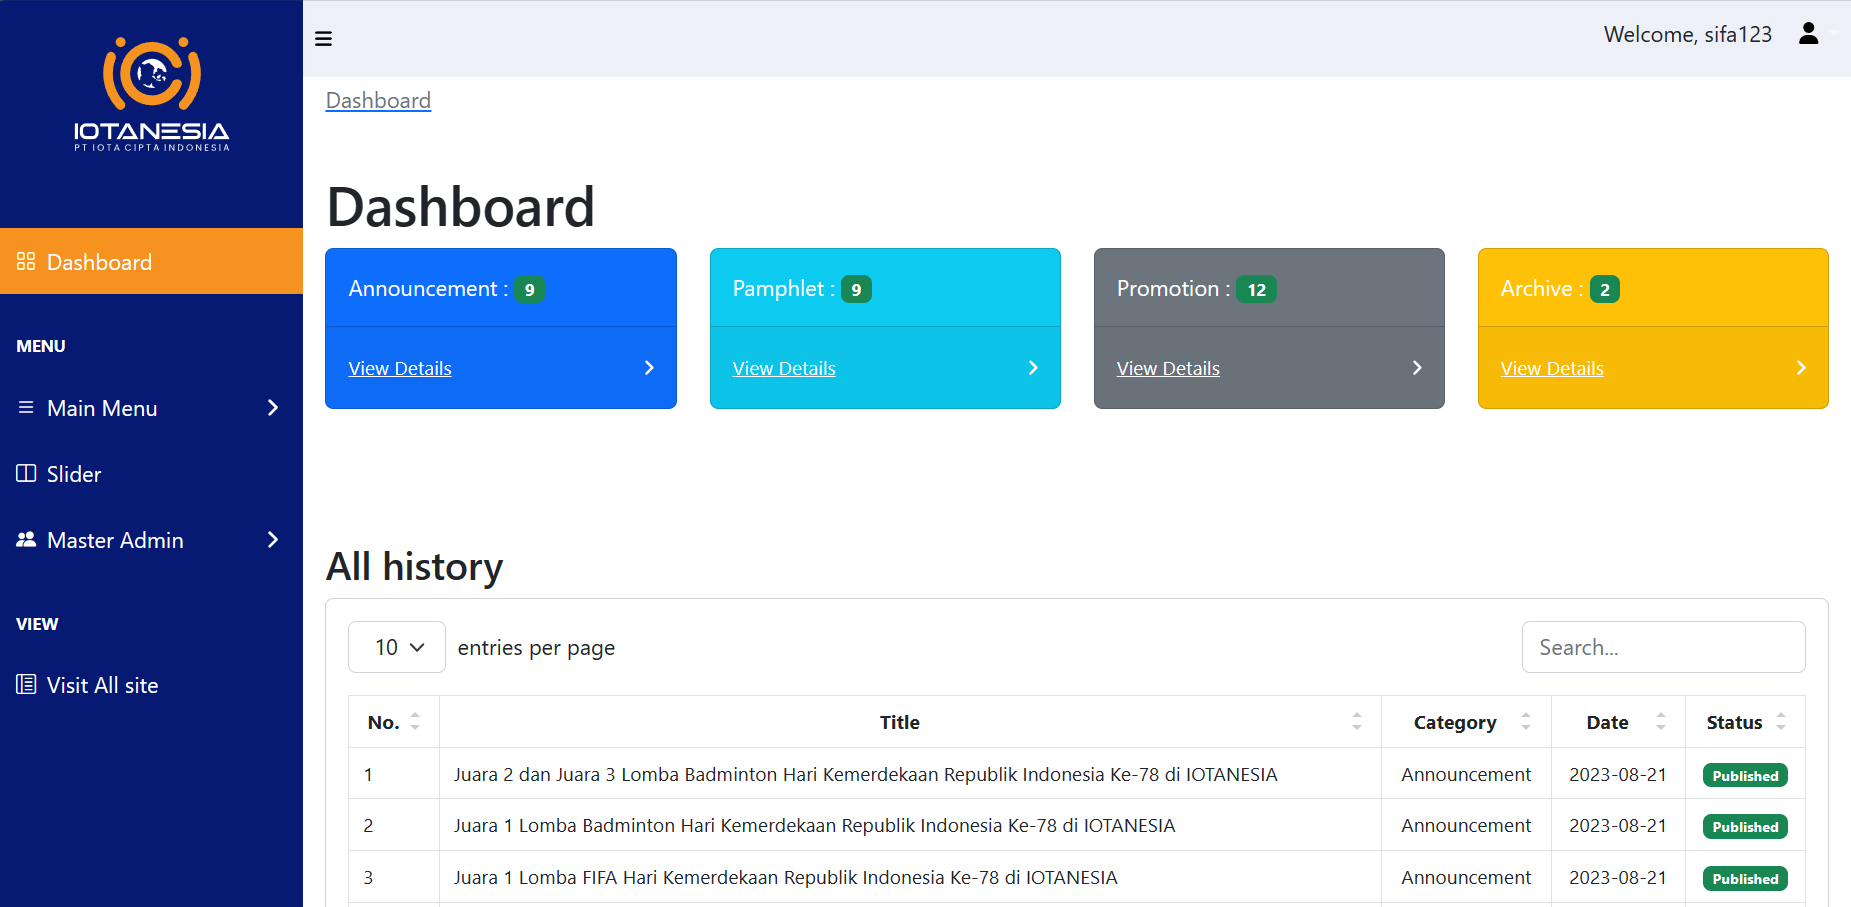 IOTANESIA
PT IOTA CIPTA INDONESIA
Dashboard
MENU
Main Menu
Slider
Master Admin
VIEW
Visit All site
Welcome, sifa123
Dashboard
Dashboard
Announcement : 9
View Details
Pamphlet : 9
View Details
Promotion : 12
View Details
Archive : 2
View Details
All history
10 entries per page
Search...
No. Title Category Date Status
1 Juara 2 dan Juara 3 Lomba Badminton Hari Kemerdekaan Republik Indonesia Ke-78 di IOTANESIA Announcement 2023-08-21 Published
2 Juara 1 Lomba Badminton Hari Kemerdekaan Republik Indonesia Ke-78 di IOTANESIA Announcement 2023-08-21 Published
3 Juara 1 Lomba FIFA Hari Kemerdekaan Republik Indonesia Ke-78 di IOTANESIA Announcement 2023-08-21 Published